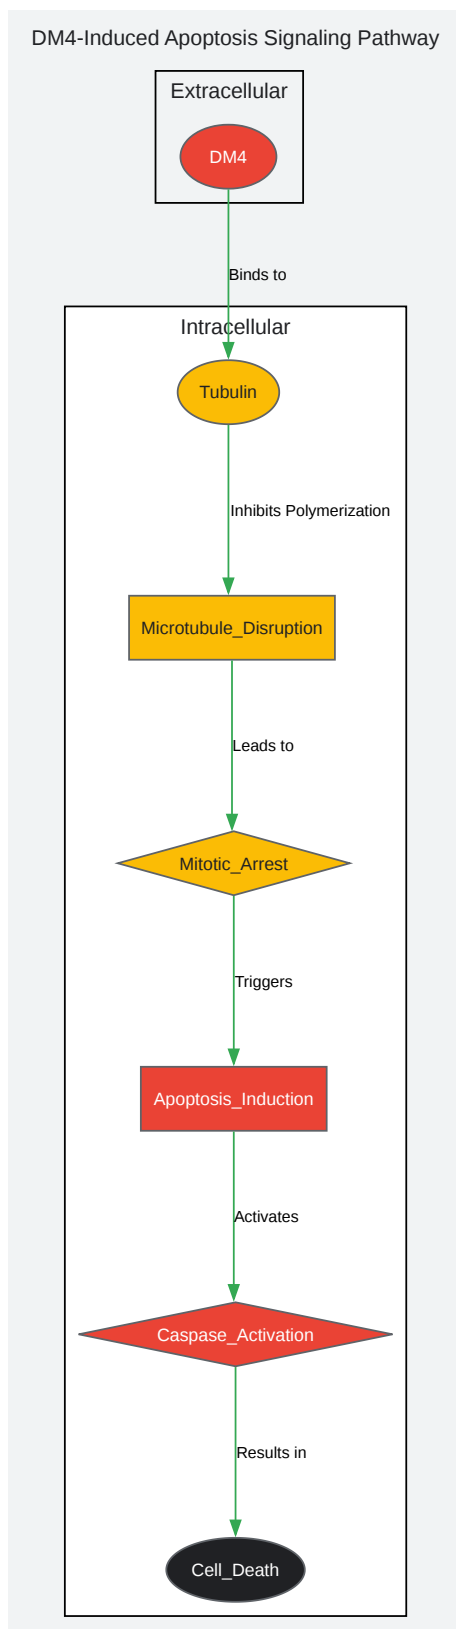 DM4-Induced Apoptosis Signaling Pathway
Extracellular
DM4
Binds to
Intracellular
Tubulin
Inhibits Polymerization
Microtubule_Disruption
Leads to
Mitotic_Arrest
Triggers
Apoptosis_Induction
Activates
Caspase_Activation
Results in
Cell_Death